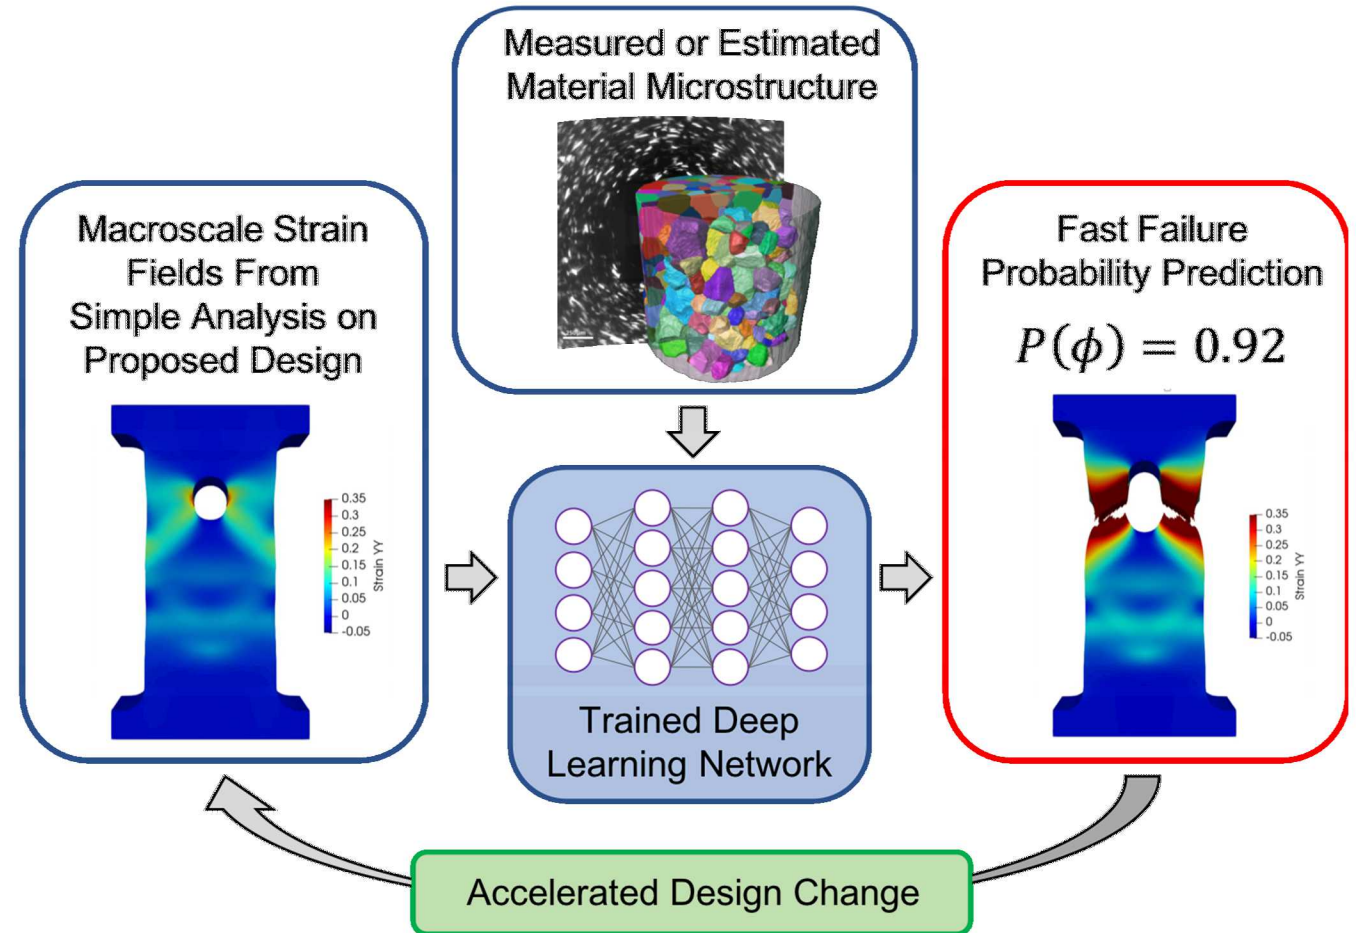 Measured or Estimated
Material Microstructure
Macroscale Strain
Fields From
Simple Analysis on
Proposed Design
0.35
0.3
0.25
0.2
0.15
0.1
0.05
0
-0.05
Strain YY
Trained Deep
Learning Network
Fast Failure
Probability Prediction
P(ϕ) = 0.92
0.35
0.3
0.25
0.2
0.15
0.1
0.05
0
-0.05
Strain YY
Accelerated Design Change